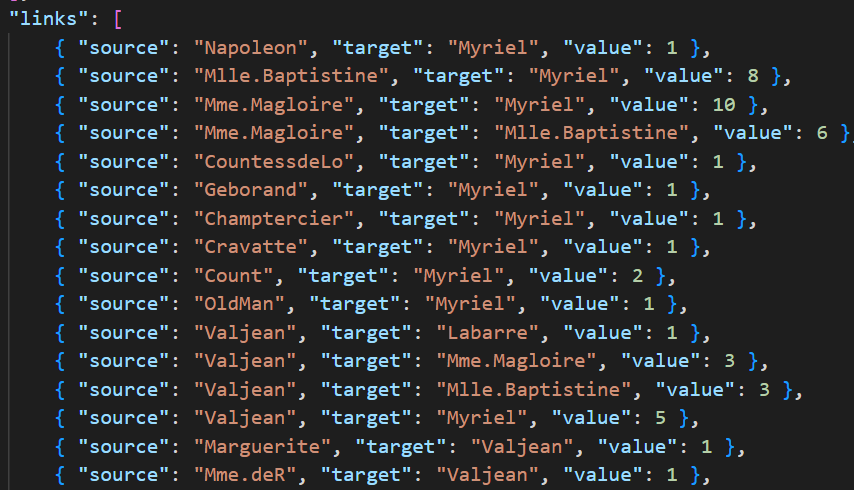 "links": [
{ "source": "Napoleon", "target": "Myriel", "value": 1 },
{ "source": "Mlle.Baptistine", "target": "Myriel", "value": 8 },
{ "source": "Mme.Magloire", "target": "Myriel", "value": 10 },
{ "source": "Mme.Magloire", "target": "Mlle.Baptistine", "value": 6 },
{ "source": "CountessdeLo", "target": "Myriel", "value": 1 },
{ "source": "Geborand", "target": "Myriel", "value": 1 },
{ "source": "Champtercier", "target": "Myriel", "value": 1 },
{ "source": "Cravatte", "target": "Myriel", "value": 1 },
{ "source": "Count", "target": "Myriel", "value": 2 },
{ "source": "OldMan", "target": "Myriel", "value": 1 },
{ "source": "Valjean", "target": "Labarre", "value": 1 },
{ "source": "Valjean", "target": "Mme.Magloire", "value": 3 },
{ "source": "Valjean", "target": "Mlle.Baptistine", "value": 3 },
{ "source": "Valjean", "target": "Myriel", "value": 5 },
{ "source": "Marguerite", "target": "Valjean", "value": 1 },
{ "source": "Mme.deR", "target": "Valjean", "value": 1 },